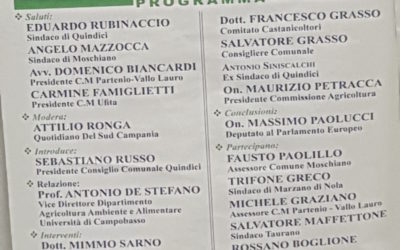 PROGRAMMA
❖ Saluti:
EDUARDO RUBINACCIO
Sindaco di Quindici
ANGELO MAZZOCCA
Sindaco di Moschiano
Avv. DOMENICO BIANCARDI
Presidente C.M Partenio-Vallo Lauro
CARMINE FAMIGLIETTI
Presidente C.M Ufita
❖ Modera:
ATTILIO RONGA
Quotidiano Del Sud Campania
❖ Introduce:
SEBASTIANO RUSSO
Presidente Consiglio Comunale Quindici
❖ Relazione:
Prof. ANTONIO DE STEFANO
Vice Direttore Dipartimento
Agricoltura Ambiente e Alimentare
Università di Campobasso
❖ Interventi:
Dott. MIMMO SARNO
Dott. FRANCESCO GRASSO
Comitato Castanicoltori
SALVATORE GRASSO
Consigliere Comunale
ANTONIO SINISCALCHI
Ex Sindaco di Quindici
On. MAURIZIO PETRACCA
Presidente Commissione Agricoltura
❖ Conclusioni:
On. MASSIMO PAOLUCCI
Deputato al Parlamento Europeo
❖ Partecipano:
FAUSTO PAOLILLO
Assessore Comune Moschiano
TRIFONE GRECO
Sindaco di Marzano di Nola
MICHELE GRAZIANO
Assessore C.M Partenio - Vallo Lauro
SALVATORE MAFFETTONE
Sindaco Taurano
ROSSANO BOGLIONE